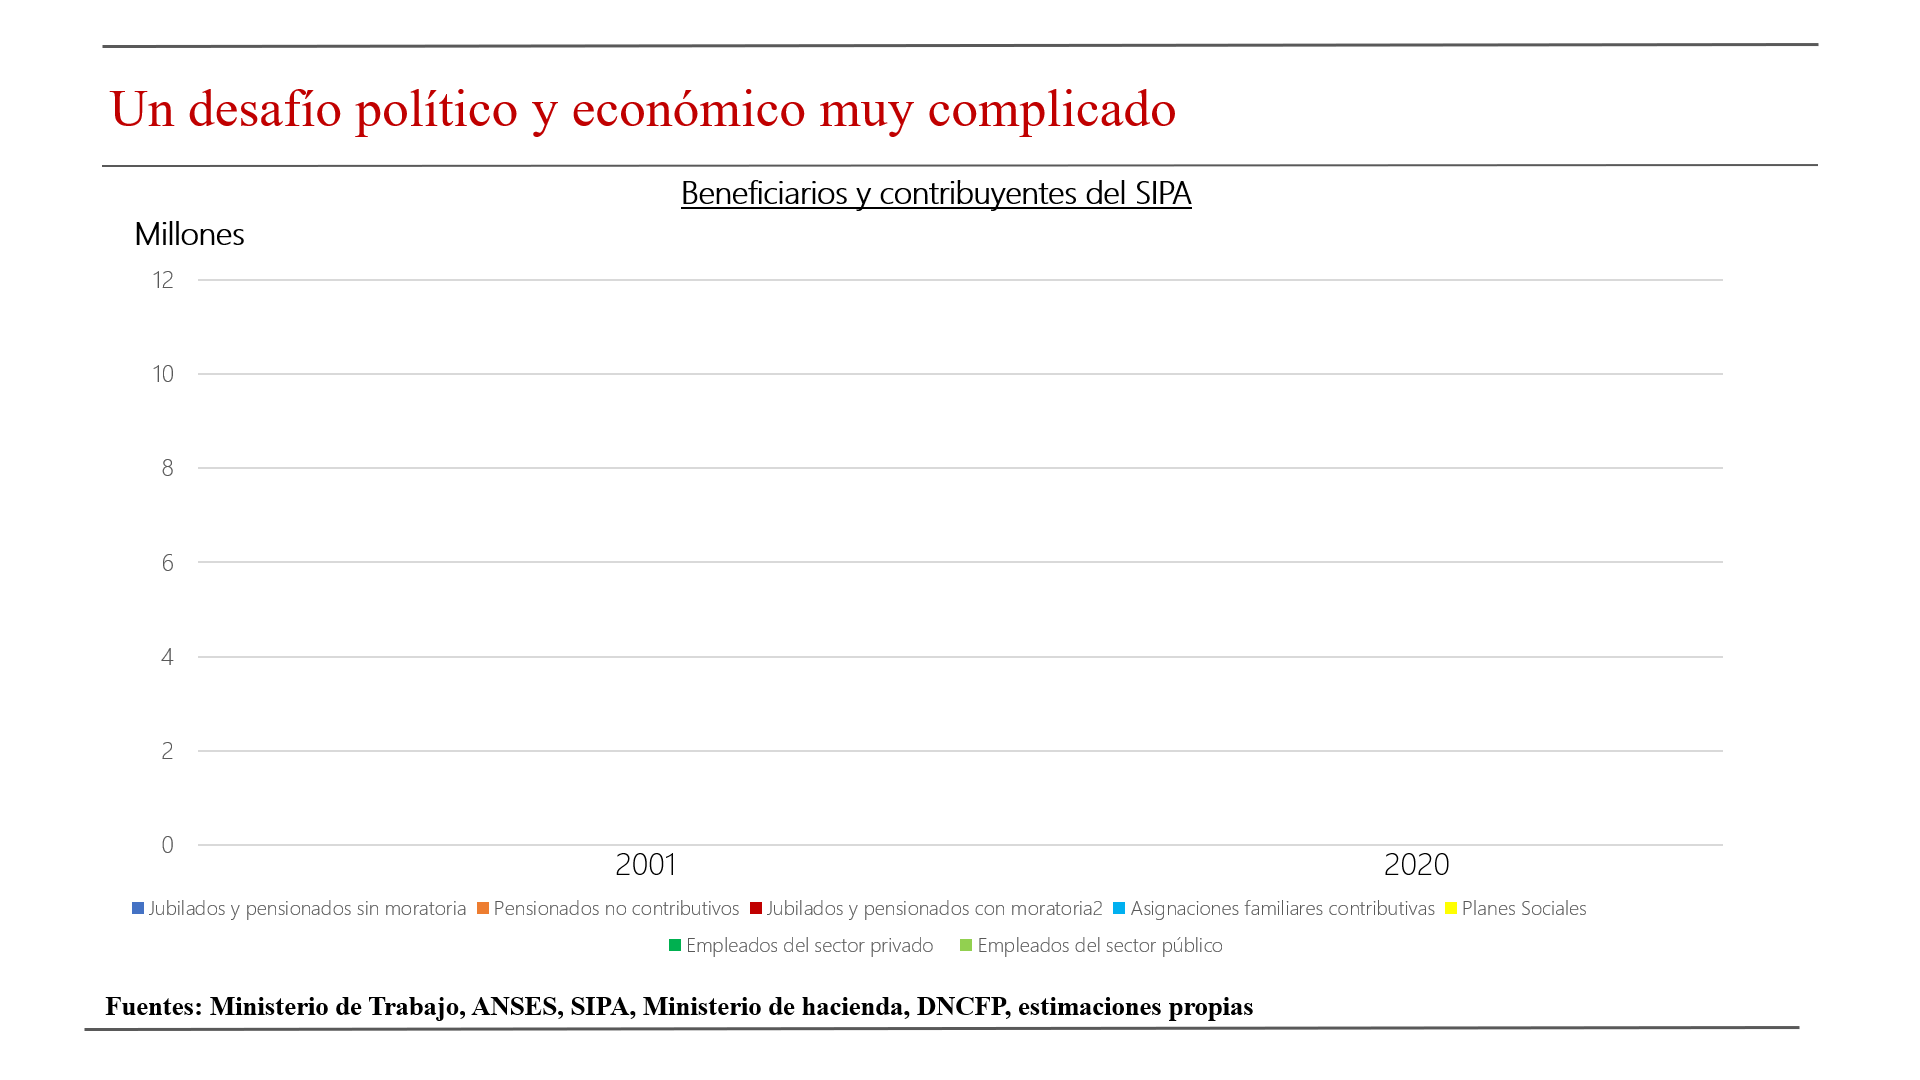 Un desafío político y económico muy complicado
Beneficiarios y contribuyentes del SIPA
Millones
12
10
8
6
4
2
0
2001 2020
Jubilados y pensionados sin moratoria Pensionados no contributivos Jubilados y pensionados con moratoria2 Asignaciones familiares contributivas Planes Sociales
Empleados del sector privado Empleados del sector público
Fuentes: Ministerio de Trabajo, ANSES, SIPA, Ministerio de hacienda, DNCFP, estimaciones propias